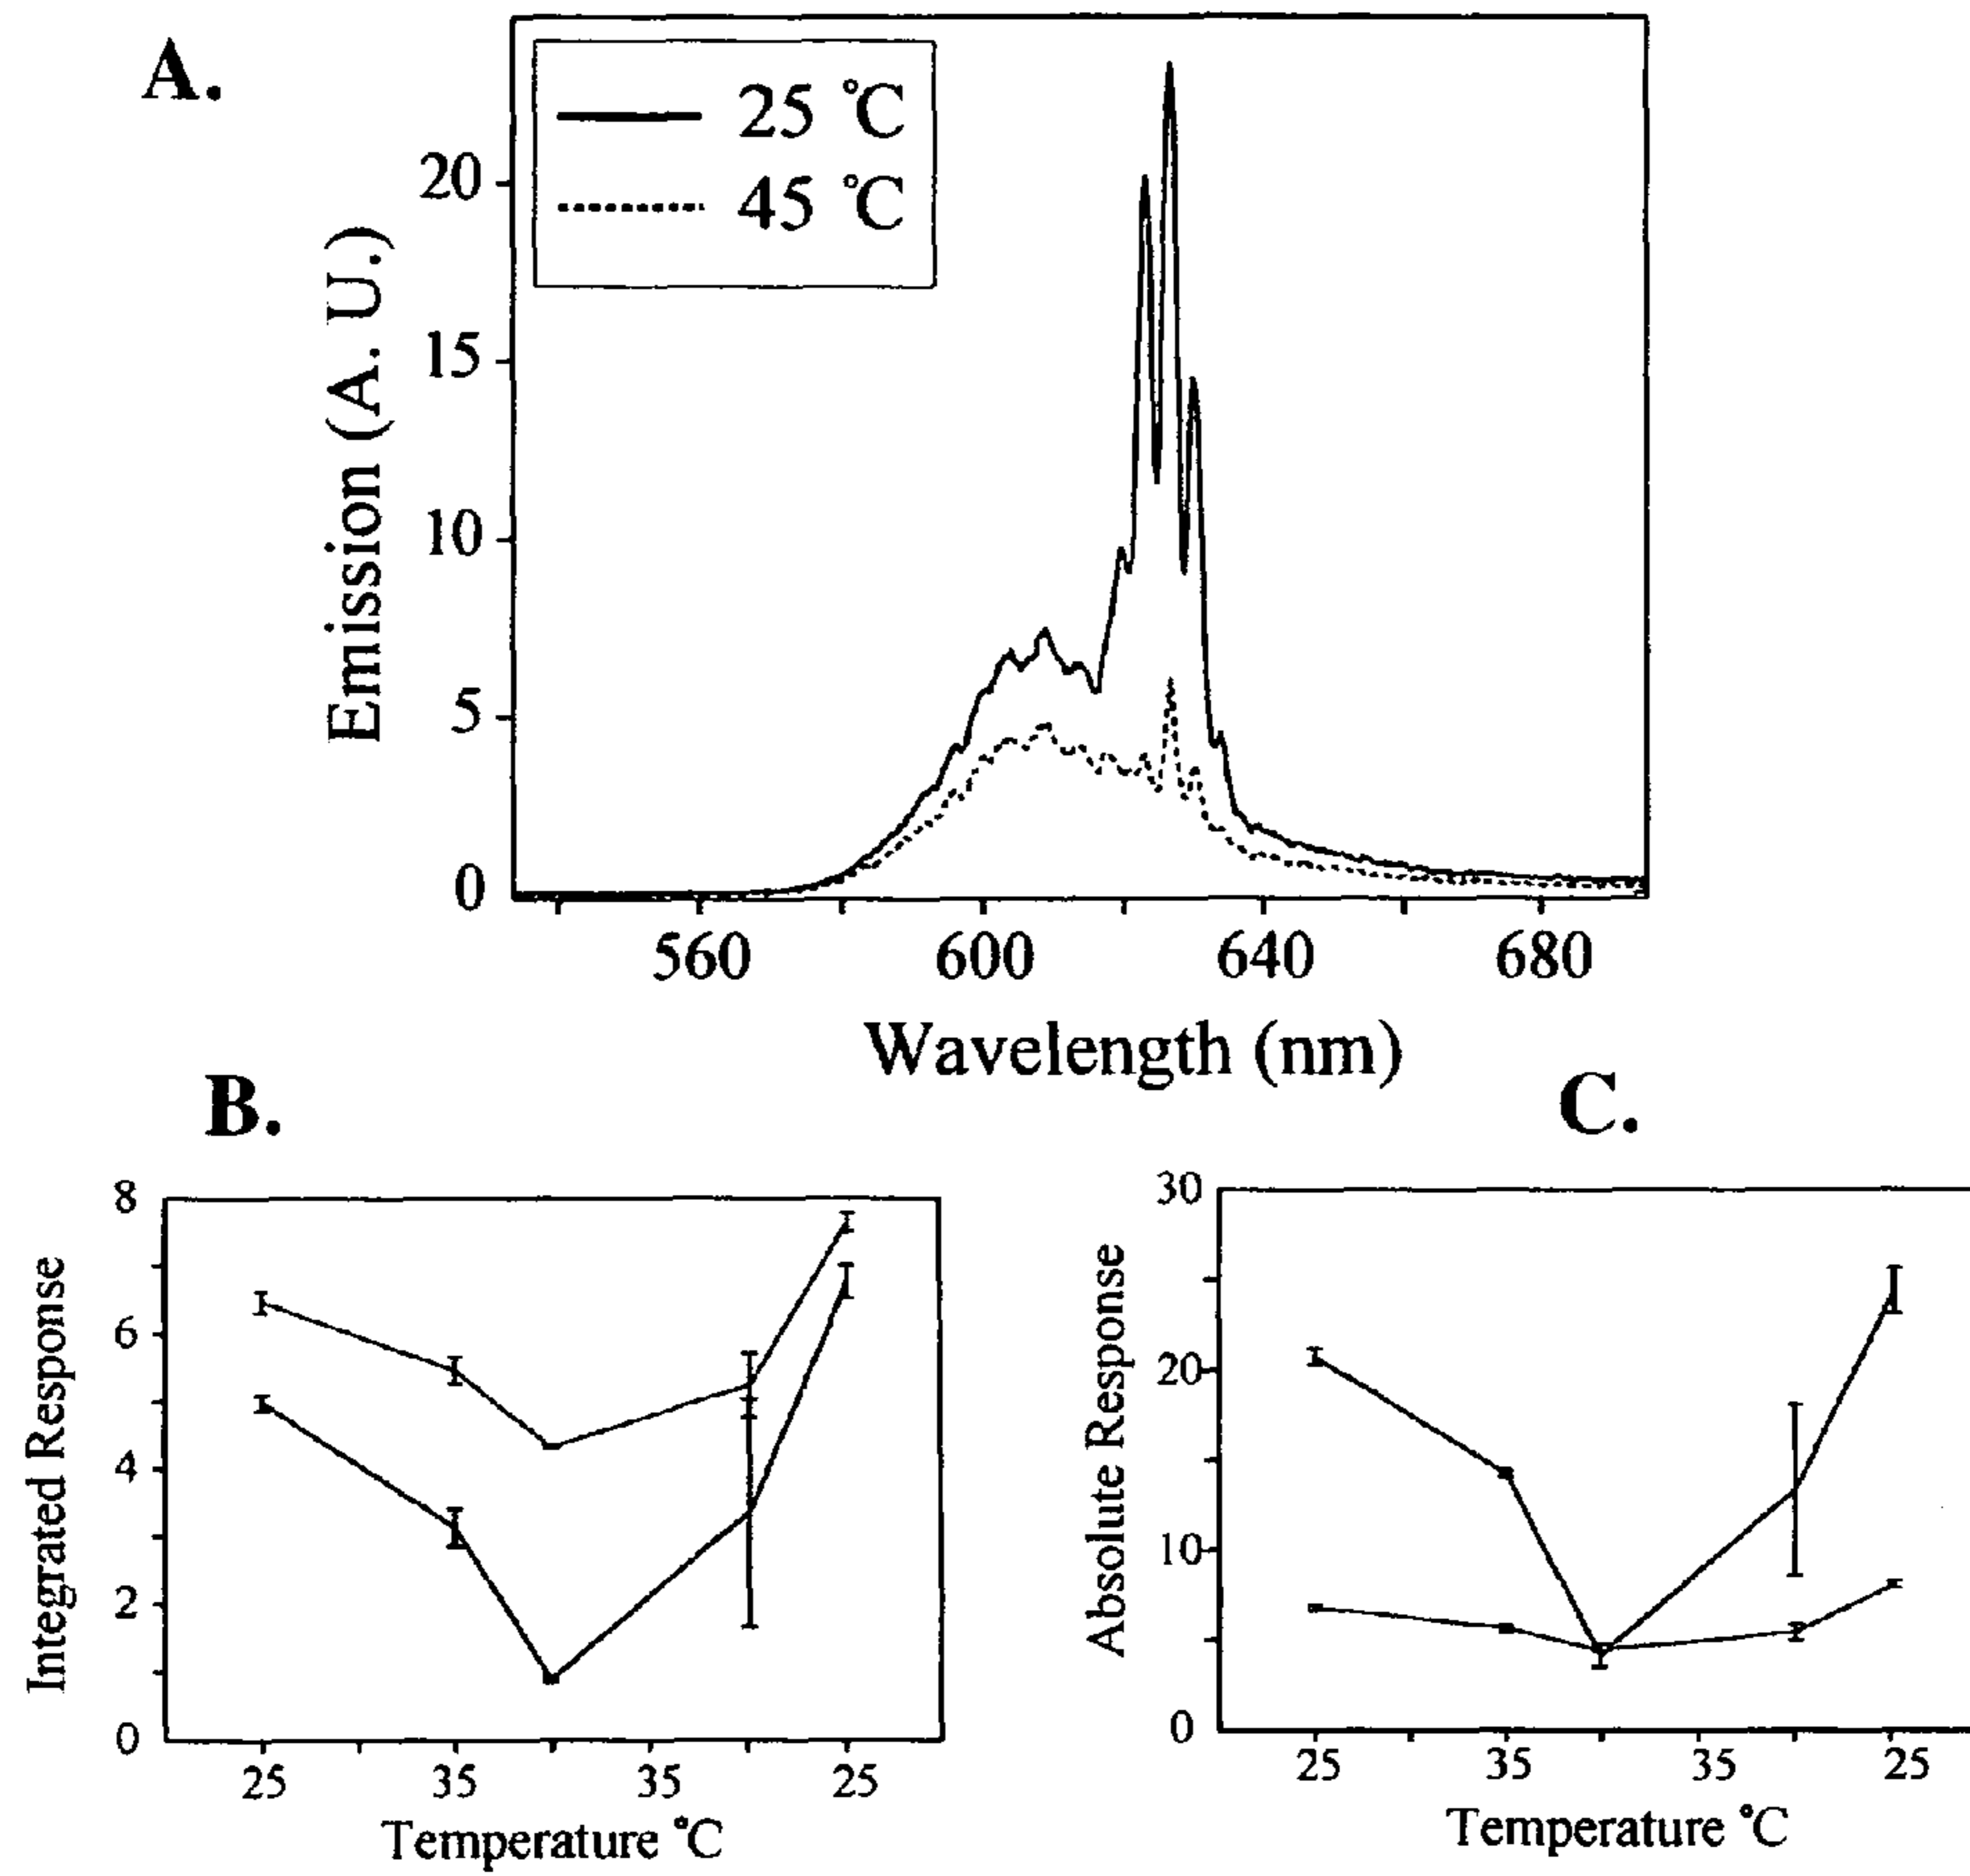 A.
25 °C
45 °C
Emission (A. U.)
20
15
10
5
0
560 600 640 680
Wavelength (nm)
B.
Integrated Response
8
6
4
2
0
25 35 35 25
Temperature °C
C.
Absolute Response
30
20
10
0
25 35 35 25
Temperature °C